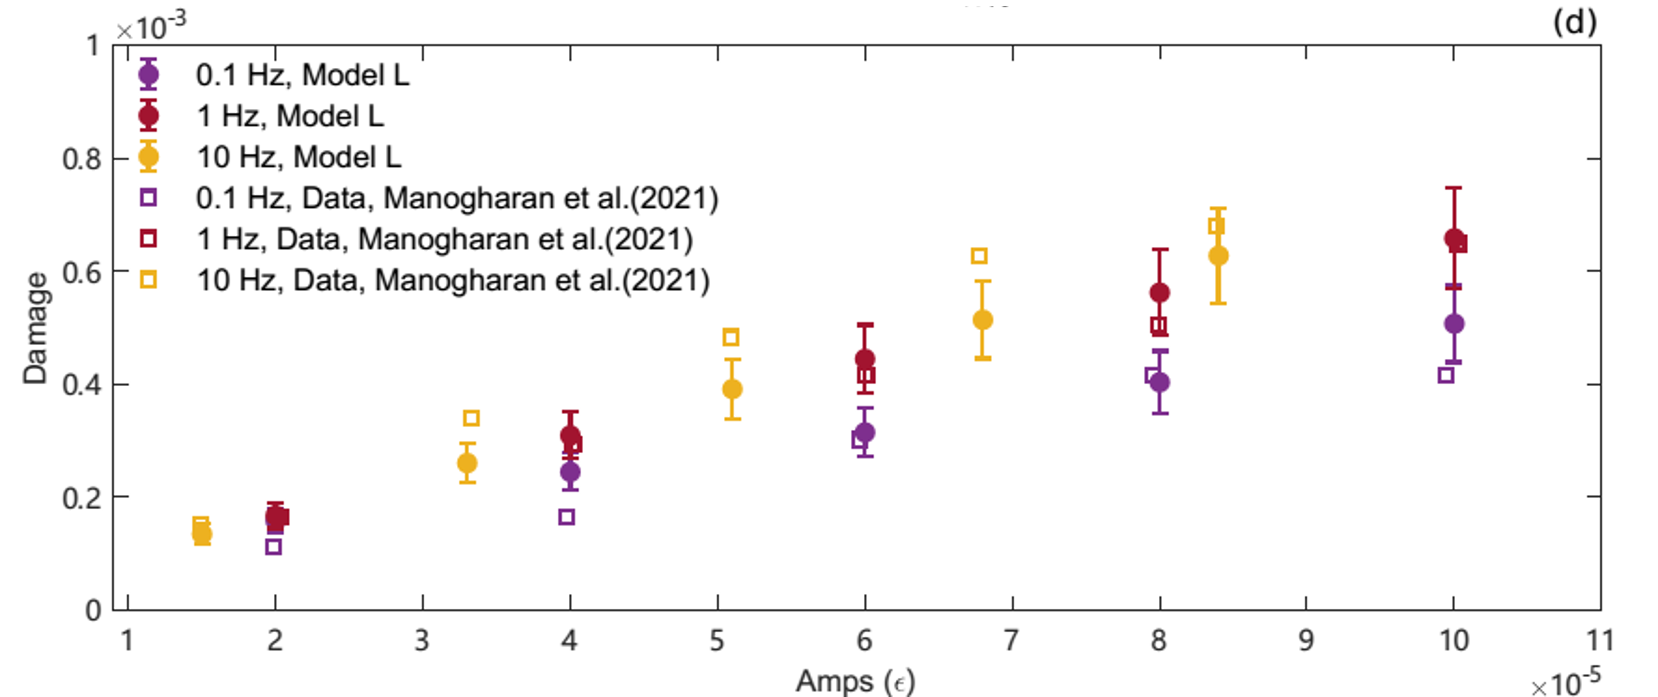 ×10-3
(d)
1
0.1 Hz, Model L
1 Hz, Model L
10 Hz, Model L
0.1 Hz, Data, Manogharan et al.(2021)
1 Hz, Data, Manogharan et al.(2021)
10 Hz, Data, Manogharan et al.(2021)
0.8
0.6
0.4
0.2
0
Damage
1 2 3 4 5 6 7 8 9 10 11
Amps (ϵ)
×10-5